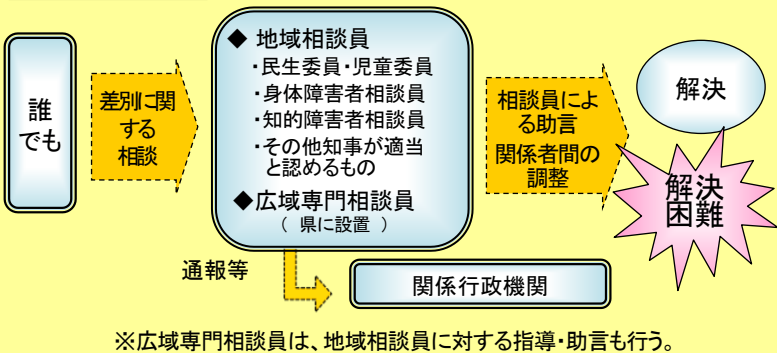 誰
でも
差別に関
する
相談
◆ 地域相談員
・民生委員・児童委員
・身体障害者相談員
・知的障害者相談員
・その他知事が適当
と認めるもの
◆広域専門相談員
（ 県に設置 ）
相談員によ
る助言
関係者間の
調整
解決
解決
困難
通報等
関係行政機関
※広域専門相談員は、地域相談員に対する指導・助言も行う。